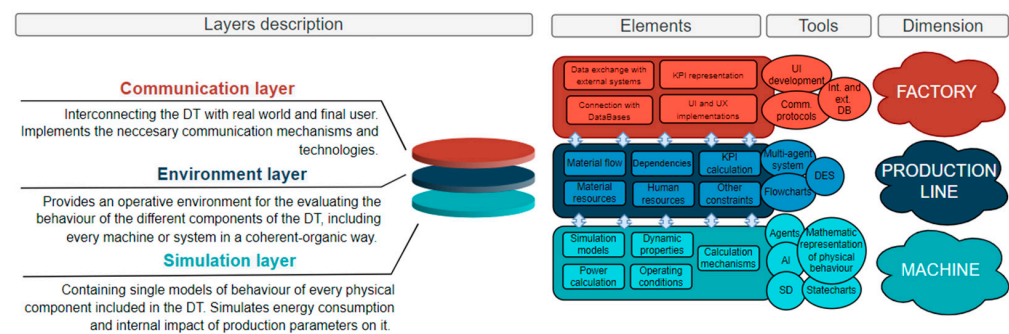 Layers description
Elements
Tools
Dimension
Communication layer
Interconnecting the DT with real world and final user.
Implements the neccesary communication mechanisms and
technologies.
Environment layer
Provides an operative environment for the evaluating the
behaviour of the different components of the DT, including
every machine or system in a coherent-organic way.
Simulation layer
Containing single models of behaviour of every physical
component included in the DT. Simulates energy consumption
and internal impact of production parameters on it.
Data exchange with
external systems
KPI representation
Connection with
DataBases
UI and UX
implementations
UI
development
Comm.
protocols
Int. and
ext.
DB
FACTORY
Material flow
Dependencies
KPI
calculation
Material
resources
Human
resources
Other
constraints
Multi-agent
system
DES
Flowcharts
PRODUCTION
LINE
Simulation
models
Dynamic
properties
Calculation
mechanisms
Power
calculation
Operating
conditions
Agents
Mathematic
representation
of physical
behaviour
AI
SD
Statecharts
MACHINE